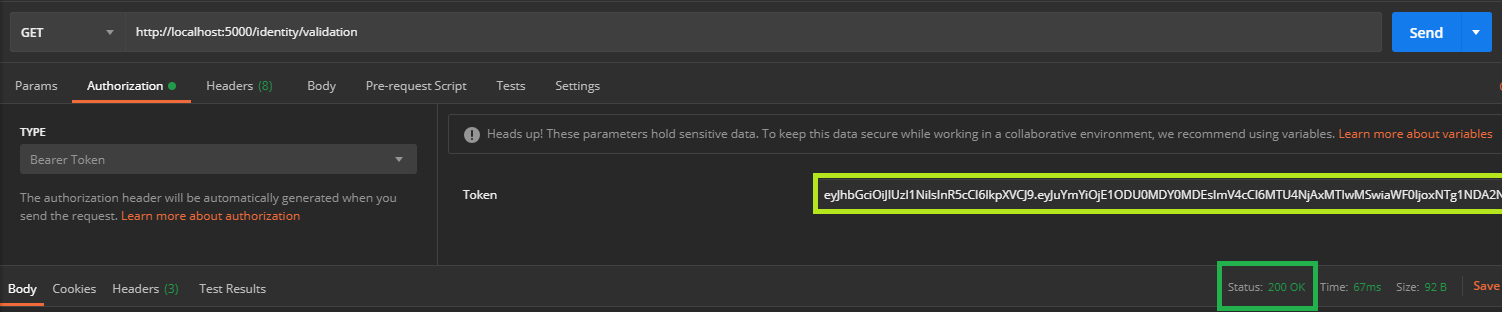 GET http://localhost:5000/identity/validation Send
Params Authorization Headers (8) Body Pre-request Script Tests Settings
TYPE
Bearer Token
The authorization header will be automatically generated when you
send the request. Learn more about authorization
Heads up! These parameters hold sensitive data. To keep this data secure while working in a collaborative environment, we recommend using variables. Learn more about variables
Token eyJhbGciOiJIUzI1NiIsInR5cCI6IkpXVCJ9.eyJuYmYiOjE1ODU0MDY0MDEsImV4cCI6MTU4NjAxMTIwMSwiaWF0IjoxNTg1NDA2N
Body Cookies Headers (3) Test Results Status: 200 OK Time: 67ms Size: 92 B Save